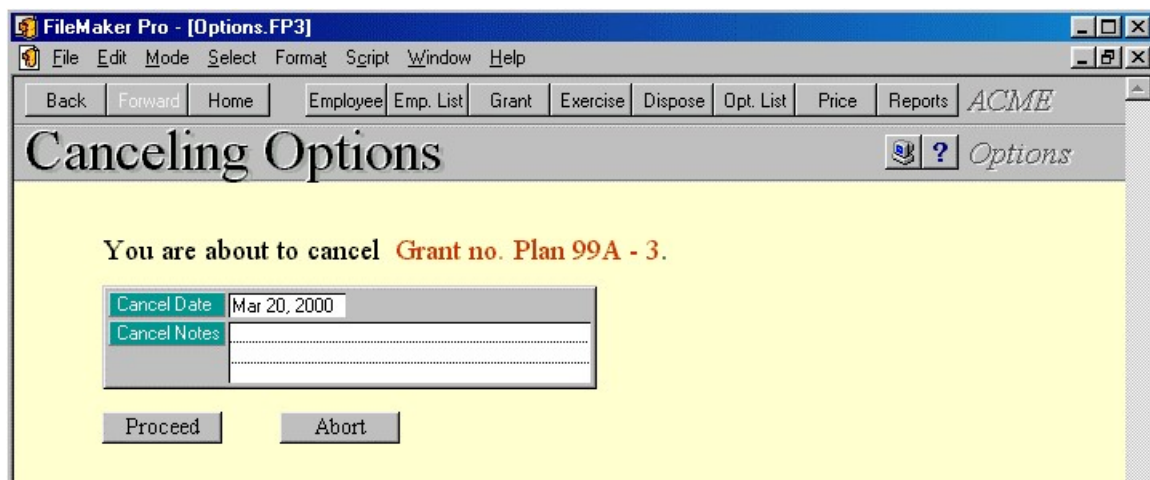 FileMaker Pro - [Options.FP3]
File Edit Mode Select Format Script Window Help
Back Forward Home Employee Emp. List Grant Exercise Dispose Opt. List Price Reports ACME
Canceling Options ? Options
You are about to cancel Grant no. Plan 99A - 3.
Cancel Date Mar 20, 2000
Cancel Notes
Proceed Abort